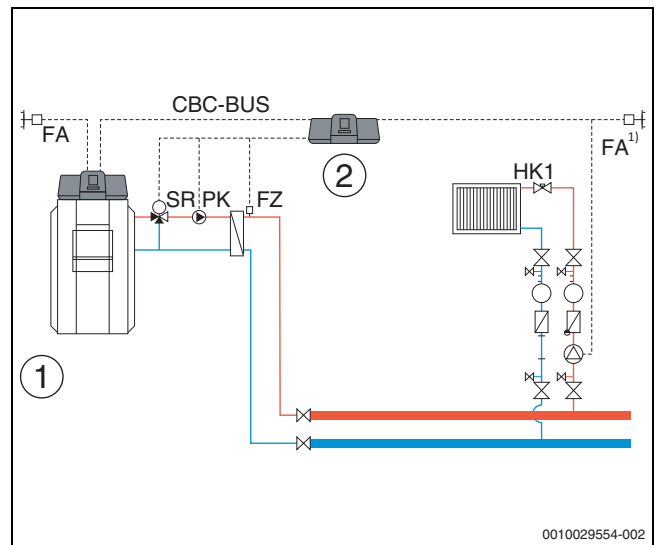 CBC-BUS
FA
FA1)
2
HK1
SR PK FZ
1
0010029554-002